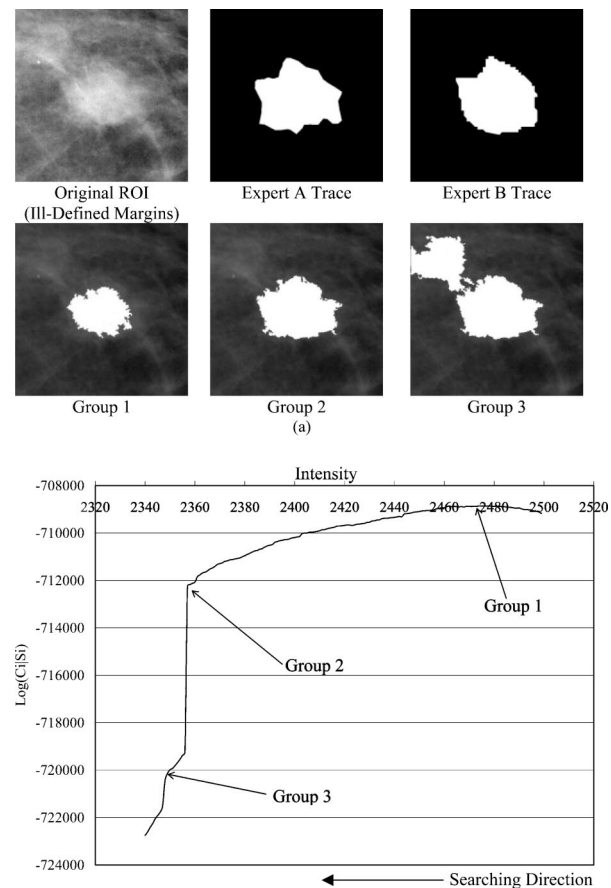 Original ROI
(Ill-Defined Margins)
Expert A Trace
Expert B Trace
Group 1
Group 2
Group 3
(a)
Intensity
-708000
2320 2340 2360 2380 2400 2420 2440 2460 2480 2500 2520
-710000
-712000
-714000
-716000
-718000
-720000
-722000
-724000
Log(Ci|Si)
Group 1
Group 2
Group 3
Searching Direction